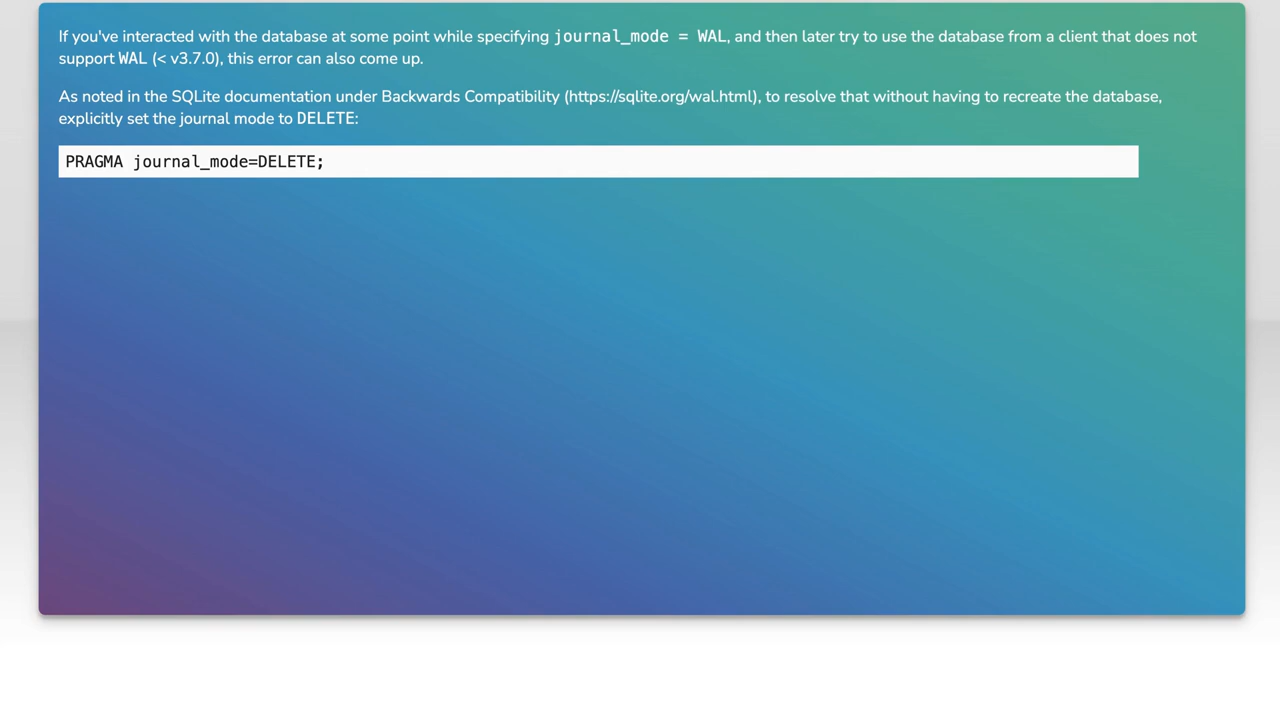 If you've interacted with the database at some point while specifying journal_mode = WAL, and then later try to use the database from a client that does not
support WAL (< v3.7.0), this error can also come up.
As noted in the SQLite documentation under Backwards Compatibility (https://sqlite.org/wal.html), to resolve that without having to recreate the database,
explicitly set the journal mode to DELETE:
PRAGMA journal_mode=DELETE;